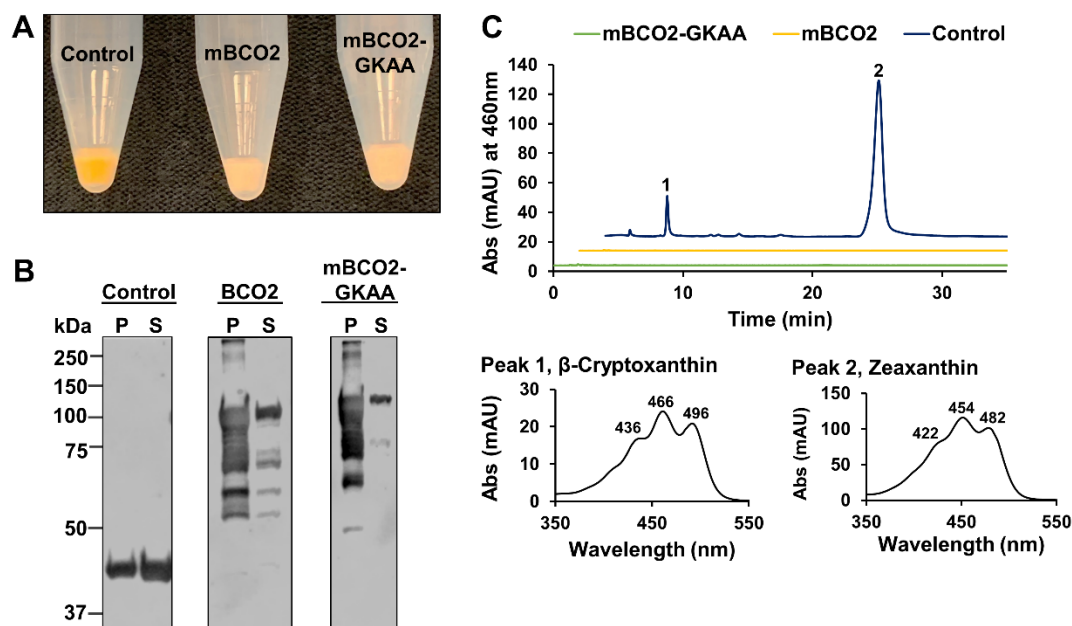 A
Control
mBCO2
mBCO2-
GKAA
B
Control
BCO2
mBCO2-
GKAA
kDa
P S
P S
P S
250
150
100
75
50
37
C
mBCO2-GKAA mBCO2 Control
Abs (mAU) at 460nm
140
120
100
80
60
40
20
0
1
2
0 10 20 30
Time (min)
Peak 1, β-Cryptoxanthin
Abs (mAU)
30
20
10
0
436 466 496
350 450 550
Wavelength (nm)
Peak 2, Zeaxanthin
Abs (mAU)
150
100
50
0
422 454 482
350 450 550
Wavelength (nm)